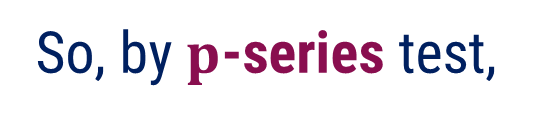 So, by p-series test,